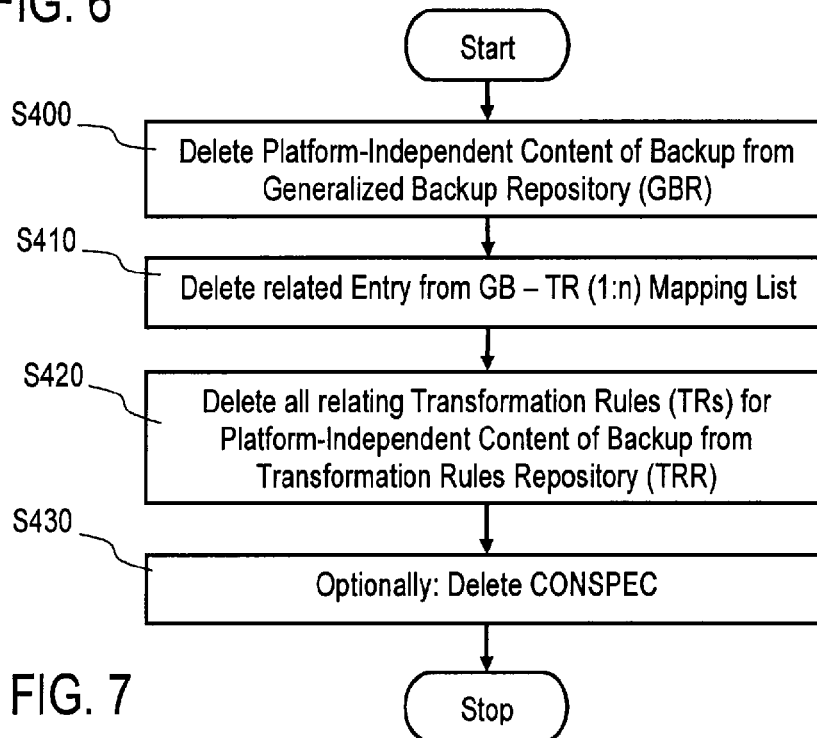 FIG. 6
Start
S400
Delete Platform-Independent Content of Backup from
Generalized Backup Repository (GBR)
S410
Delete related Entry from GB – TR (1:n) Mapping List
S420
Delete all relating Transformation Rules (TRs) for
Platform-Independent Content of Backup from
Transformation Rules Repository (TRR)
S430
Optionally: Delete CONSPEC
FIG. 7
Stop